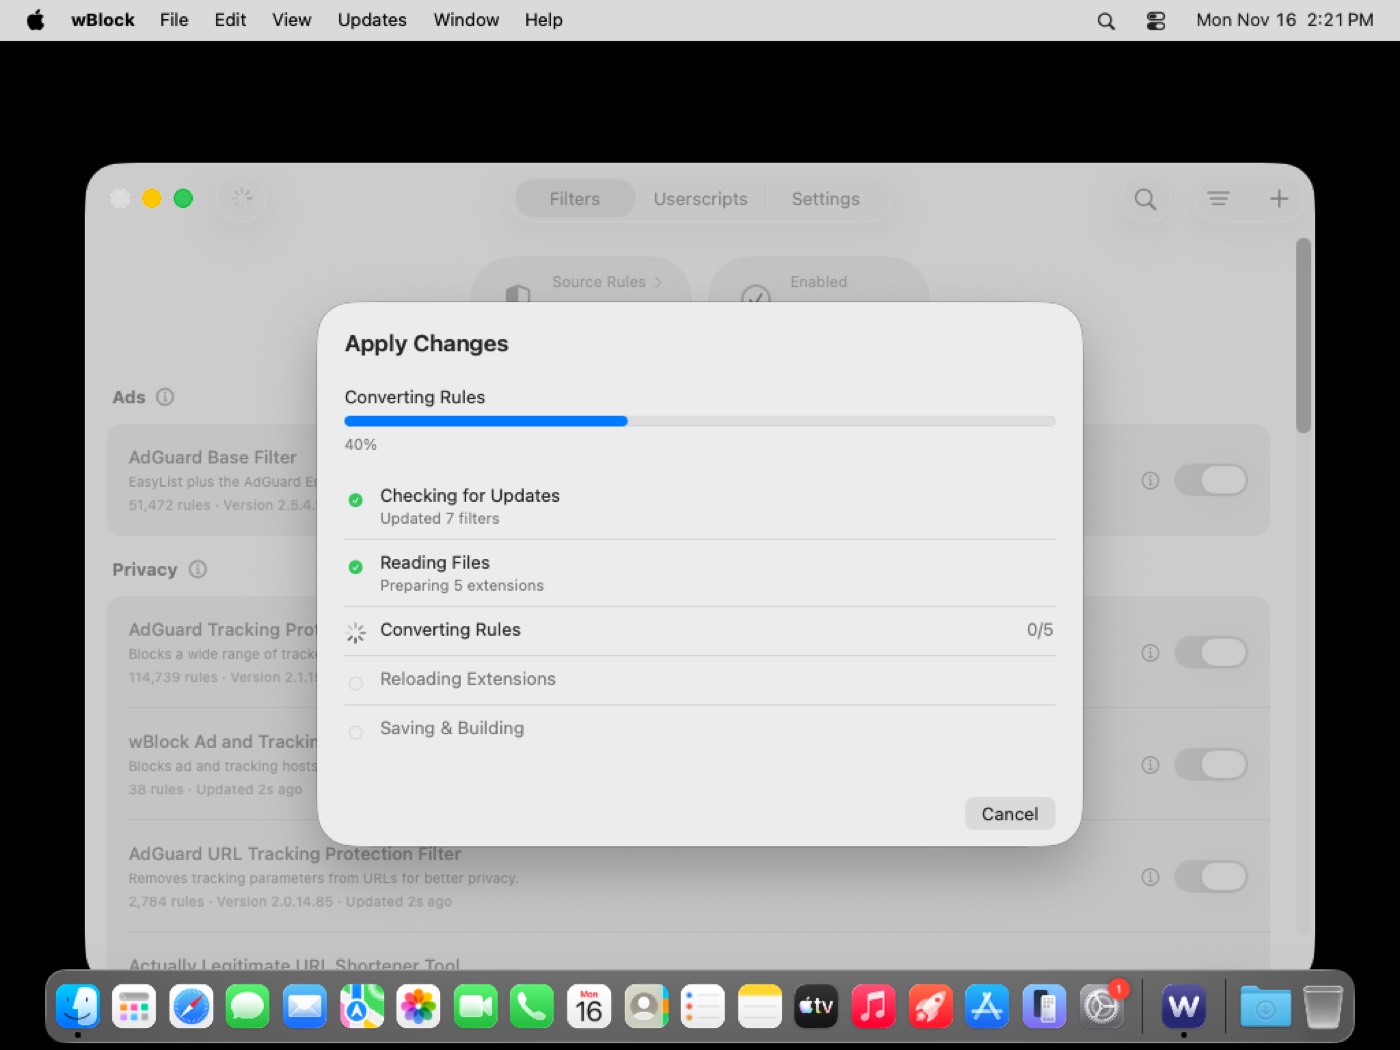 wBlock File Edit View Updates Window Help Mon Nov 16 2:21 PM
Filters Userscripts Settings
Source Rules Enabled
Apply Changes
Converting Rules
40%
Checking for Updates
Updated 7 filters
Reading Files
Preparing 5 extensions
Converting Rules 0/5
Reloading Extensions
Saving & Building
Cancel
Ads
AdGuard Base Filter
EasyList plus the AdGuard
51,472 rules · Version 2.5.4.
Privacy
AdGuard Tracking
Blocks a wide range of
114,739 rules · Version 2.1.1
wBlock Ad and
Blocks ad and tracking hosts
38 rules · Updated 2s ago
AdGuard URL Tracking Protection Filter
Removes tracking parameters from URLs for better privacy.
2,784 rules · Version 2.0.14.85 · Updated 2s ago
Actually Legitimate URL Shortener Tool
Mon
16
tv
1
W